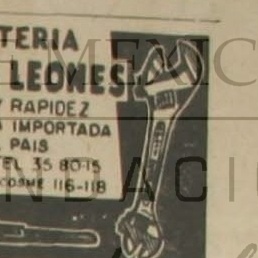 TERIA
LEONES
Y RAPIDEZ
IMPORTADA
PAIS
TEL 35 80-15
COSME 116-118